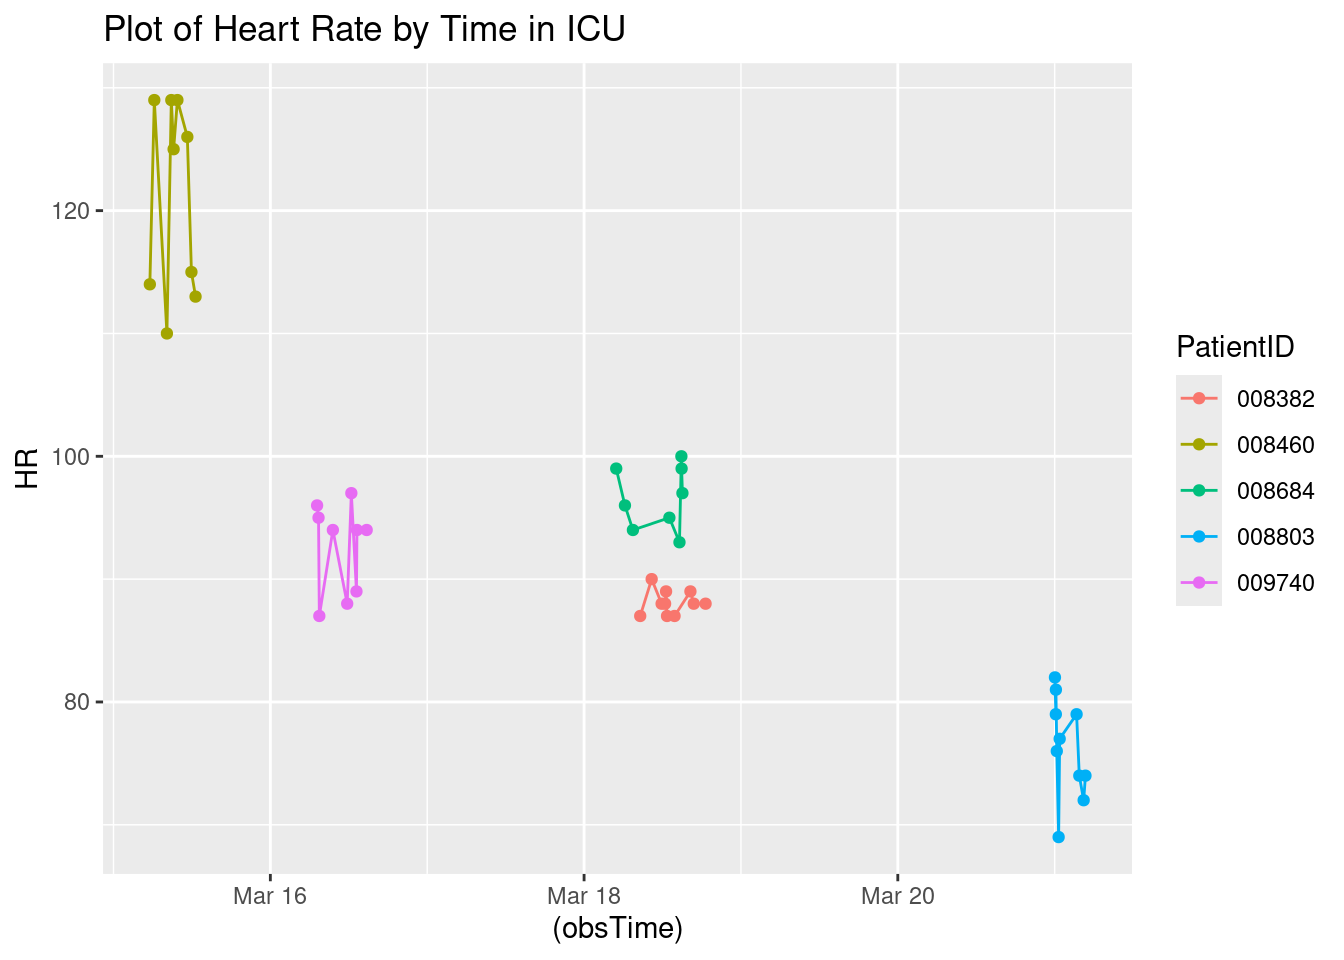 Plot of Heart Rate by Time in ICU
HR
120
100
80
Mar 16
Mar 18
Mar 20
(obsTime)
PatientID
008382
008460
008684
008803
009740